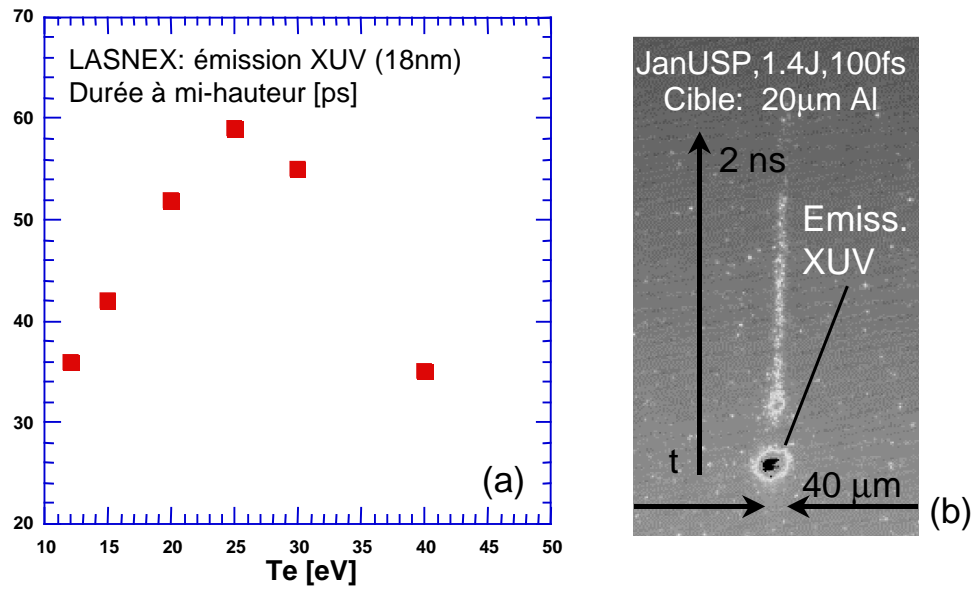 70
60
50
40
30
20
10
15
20
25
30
35
40
45
50
Te [eV]
LASNEX: émission XUV (18nm)
Durée à mi-hauteur [ps]
(a)
JanUSP,1.4J,100fs
Cible: 20μm Al
2 ns
Emiss.
XUV
t
40 μm
(b)